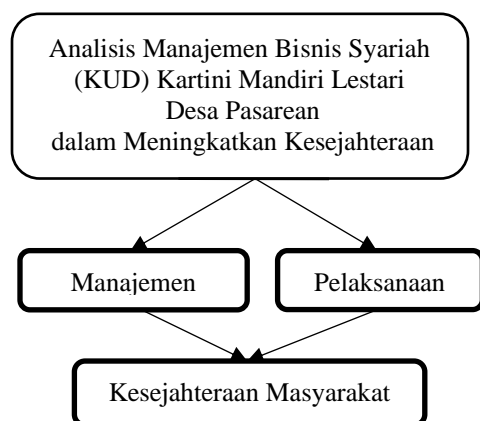 Analisis Manajemen Bisnis Syariah
(KUD) Kartini Mandiri Lestari
Desa Pasarean
dalam Meningkatkan Kesejahteraan
Manajemen
Pelaksanaan
Kesejahteraan Masyarakat